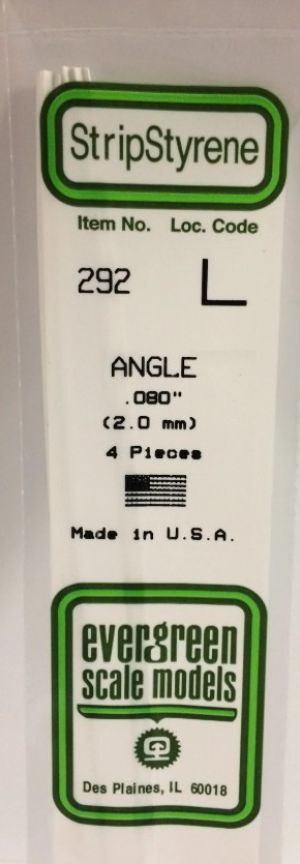 StripStyrene
Item No. Loc. Code
292 L
ANGLE
.080"
(2.0 mm)
4 Pieces
Made in U.S.A.
evergreen
scale models
Des Plaines, IL 60018